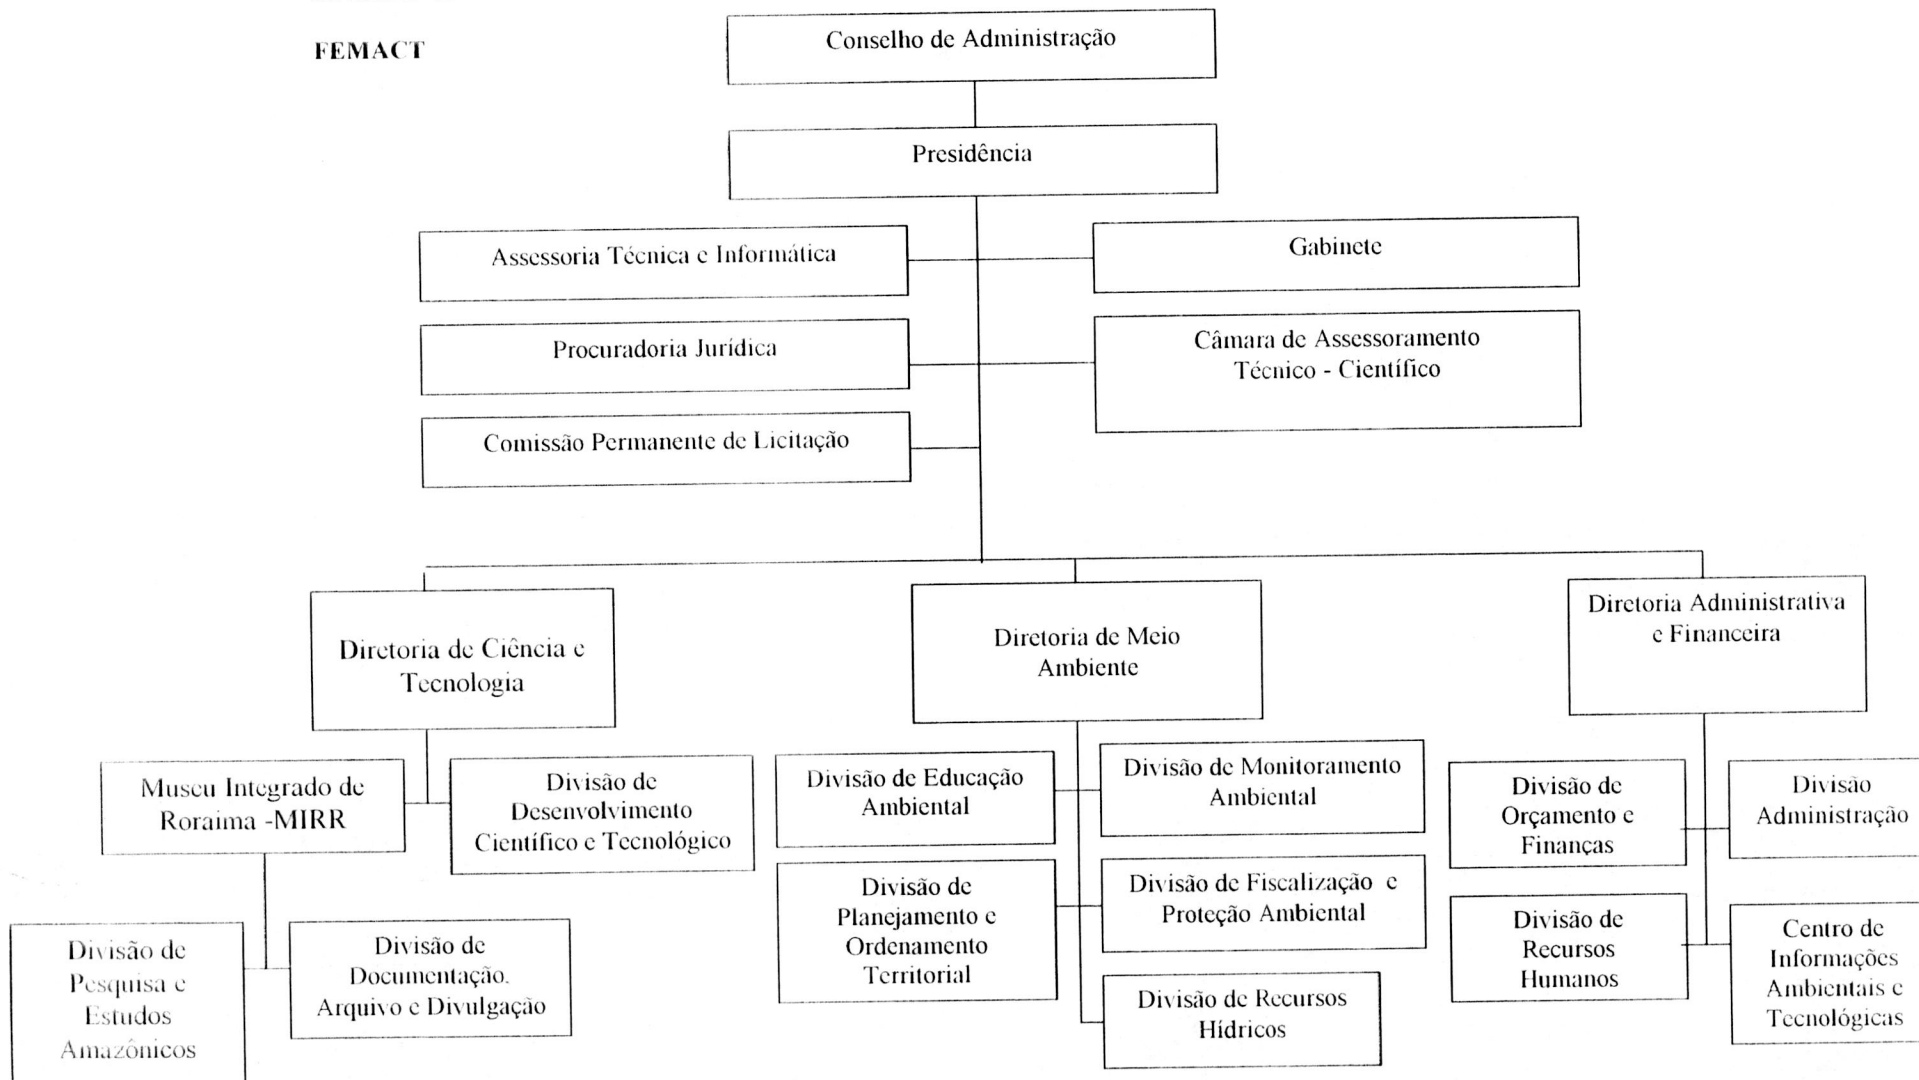 FEMACT
Conselho de Administração
Presidência
Assessoria Técnica e Informática
Gabinete
Procuradoria Jurídica
Câmara de Assessoramento
Técnico - Científico
Comissão Permanente de Licitação
Diretoria de Ciência e
Tecnologia
Diretoria de Meio
Ambiente
Diretoria Administrativa
e Financeira
Museu Integrado de
Roraima -MIRR
Divisão de
Desenvolvimento
Científico e Tecnológico
Divisão de Educação
Ambiental
Divisão de Monitoramento
Ambiental
Divisão de
Orçamento e
Finanças
Divisão
Administração
Divisão de
Pesquisa e
Estudos
Amazônicos
Divisão de
Documentação.
Arquivo e Divulgação
Divisão de
Planejamento e
Ordenamento
Territorial
Divisão de Fiscalização e
Proteção Ambiental
Divisão de Recursos
Hídricos
Divisão de
Recursos
Humanos
Centro de
Informações
Ambientais e
Tecnológicas